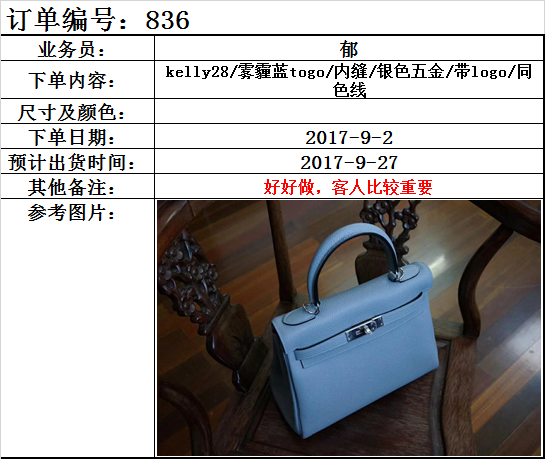 订单编号：836
业务员： 郁
下单内容： kelly28/雾霾蓝togo/内缝/银色五金/带logo/同
色线
尺寸及颜色：
下单日期： 2017-9-2
预计出货时间： 2017-9-27
其他备注： 好好做，客人比较重要
参考图片：